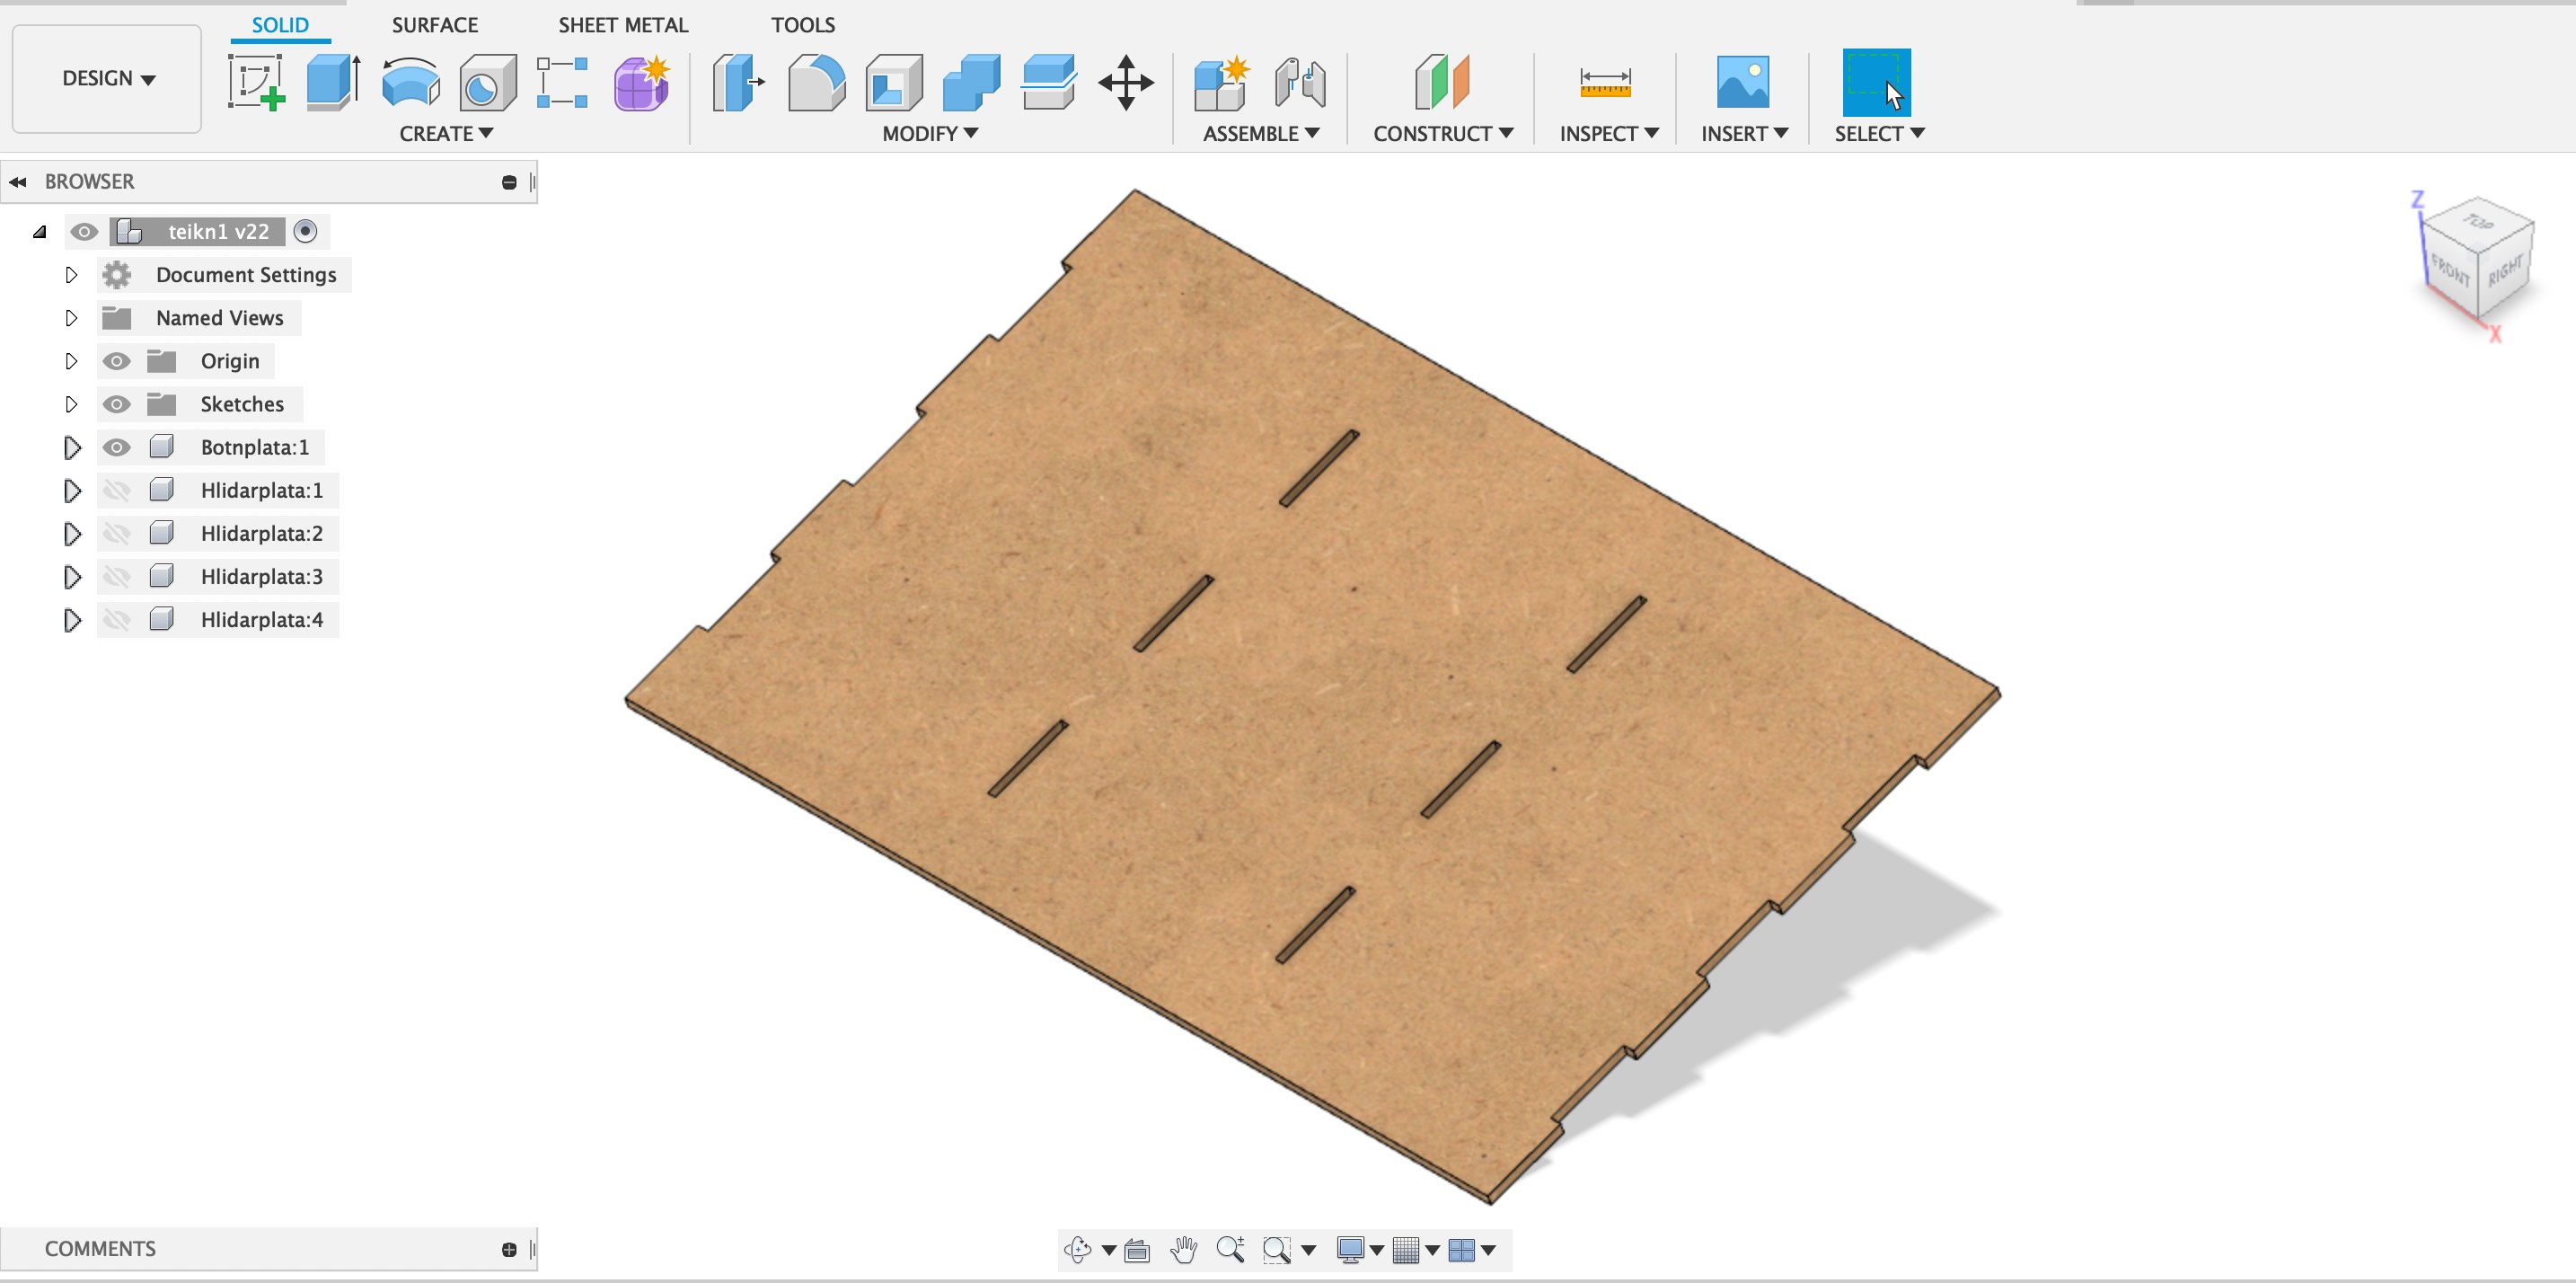 SOLID SURFACE SHEET METAL TOOLS
DESIGN
CREATE MODIFY ASSEMBLE CONSTRUCT INSPECT INSERT SELECT
BROWSER
teikn1 v22
Document Settings
Named Views
Origin
Sketches
Botnplata:1
Hlidarplata:1
Hlidarplata:2
Hlidarplata:3
Hlidarplata:4
Z
TOP
FRONT RIGHT
X
COMMENTS